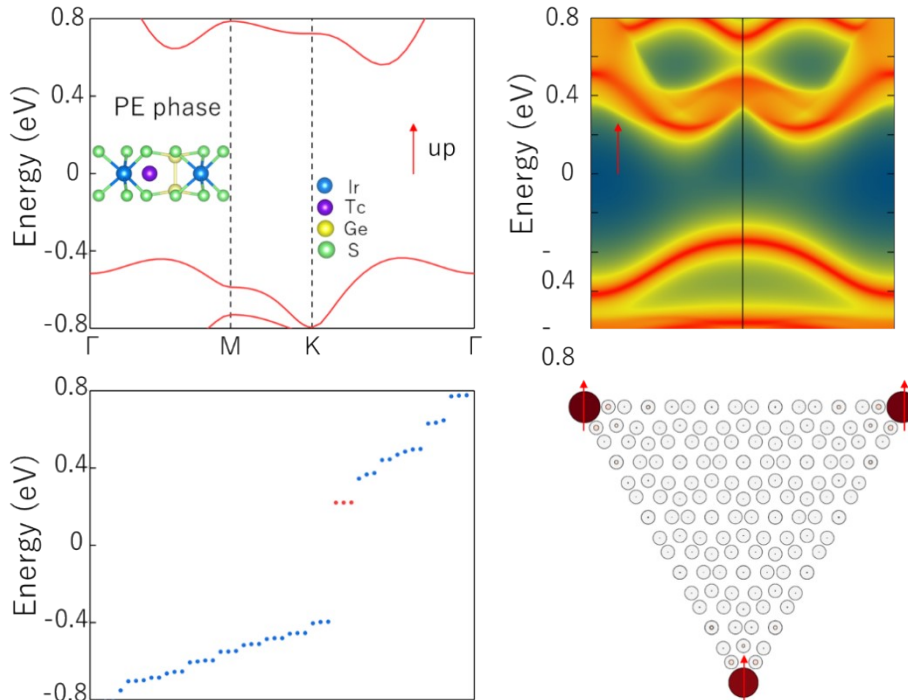 0.8
0.4
0
-0.4
-0.8
Energy (eV)
PE phase
up
Ir
Tc
Ge
S
Γ
M
K
Γ
0.8
0.4
0
-
0.4
-
0.8
Energy (eV)
0.8
0.4
0
-0.4
-0.8
Energy (eV)